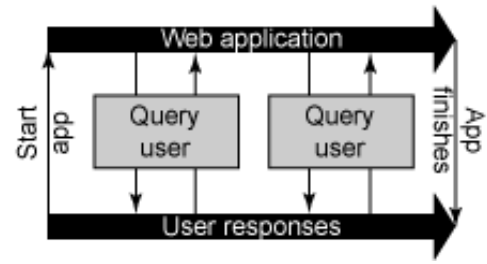 Web application
Start
app
Query
user
Query
user
App
finishes
User responses